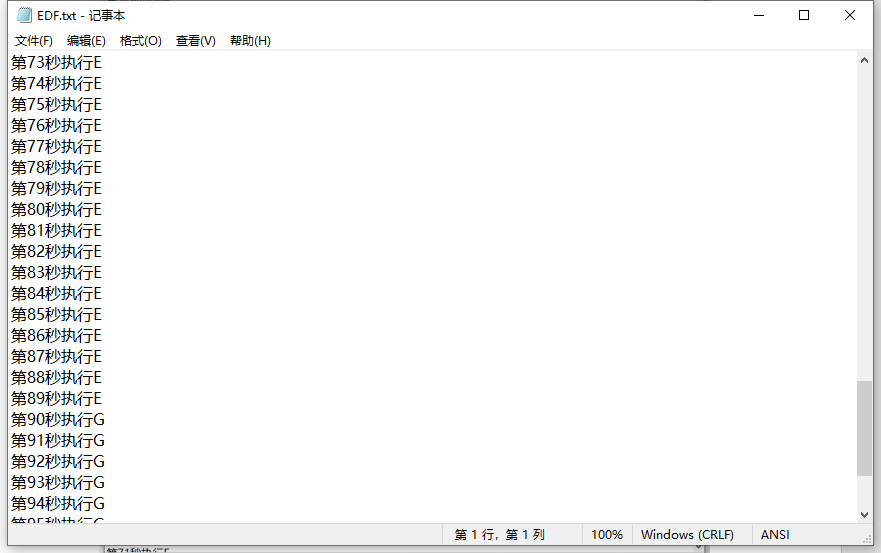 EDF.txt - 记事本
文件(F) 编辑(E) 格式(O) 查看(V) 帮助(H)
第73秒执行E
第74秒执行E
第75秒执行E
第76秒执行E
第77秒执行E
第78秒执行E
第79秒执行E
第80秒执行E
第81秒执行E
第82秒执行E
第83秒执行E
第84秒执行E
第85秒执行E
第86秒执行E
第87秒执行E
第88秒执行E
第89秒执行E
第90秒执行G
第91秒执行G
第92秒执行G
第93秒执行G
第94秒执行G
第95秒执行G
第 1 行，第 1 列 100% Windows (CRLF) ANSI